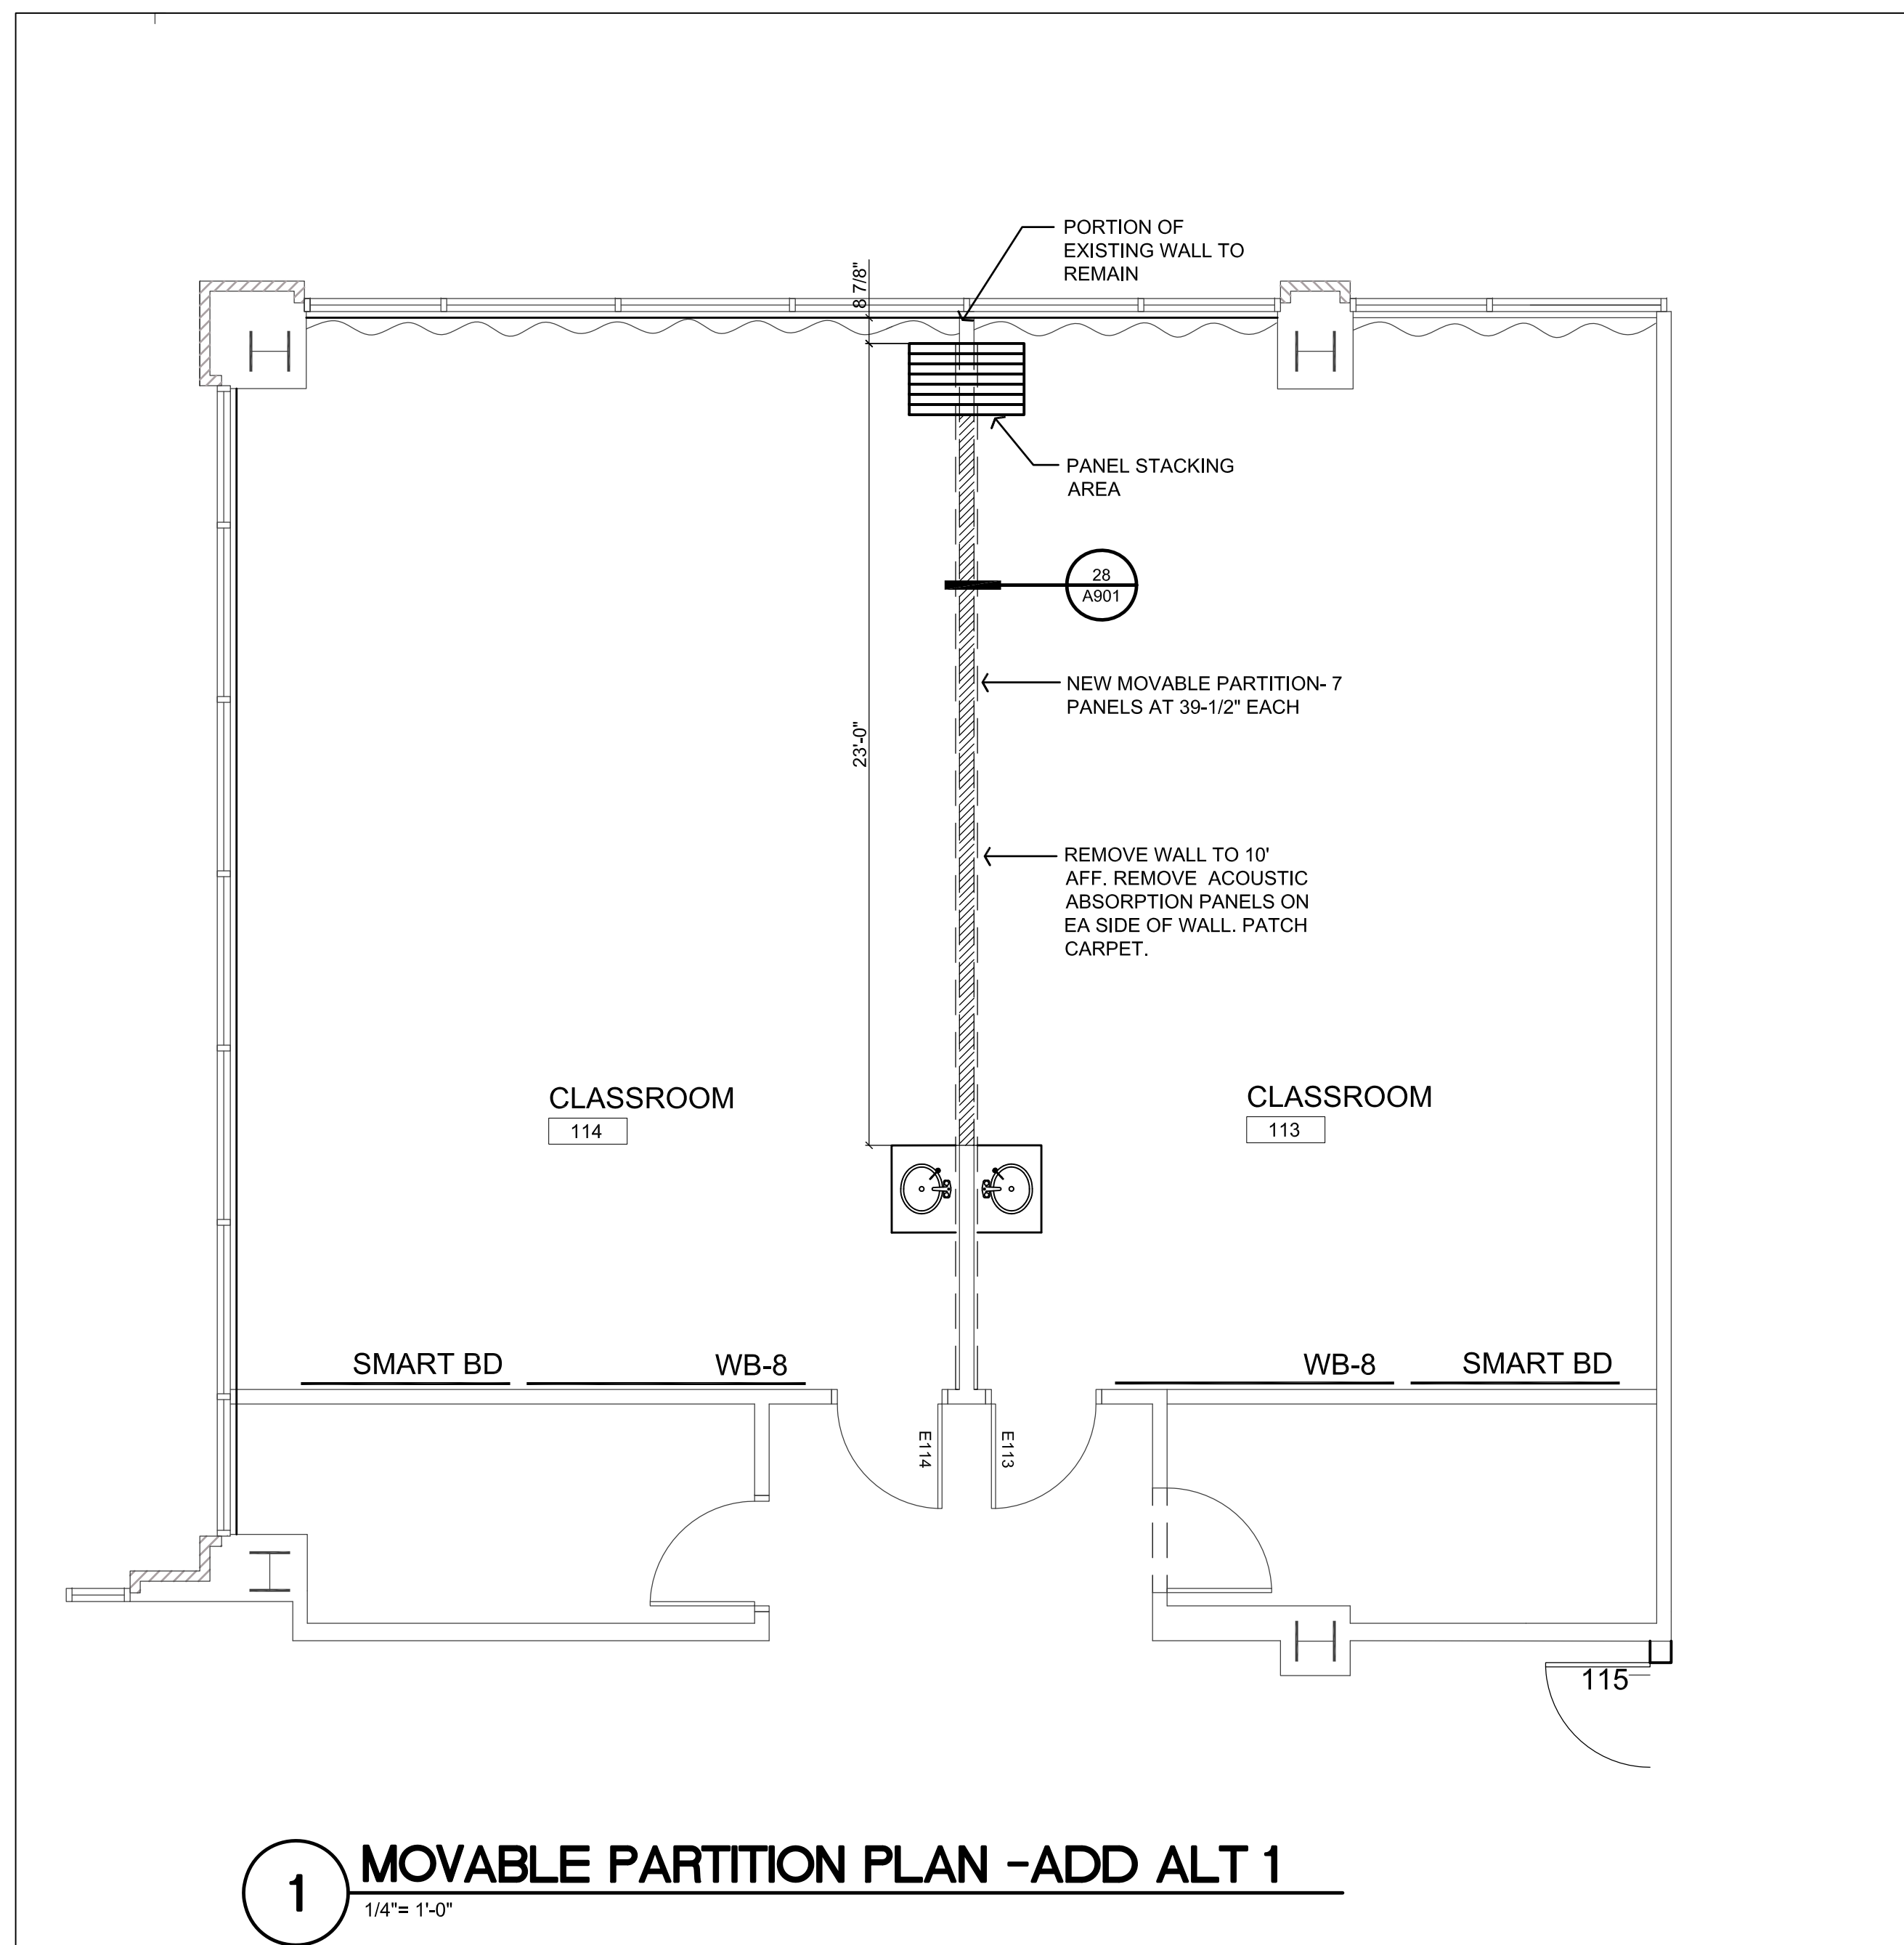 PORTION OF
EXISTING WALL TO
REMAIN
8 7/8"
PANEL STACKING
AREA
28
A901
NEW MOVABLE PARTITION- 7
PANELS AT 39-1/2" EACH
23'-0"
REMOVE WALL TO 10'
AFF. REMOVE ACOUSTIC
ABSORPTION PANELS ON
EA SIDE OF WALL. PATCH
CARPET.
CLASSROOM
114
CLASSROOM
113
SMART BD
WB-8
WB-8
SMART BD
E114
E113
115
1
MOVABLE PARTITION PLAN -ADD ALT 1
1/4"= 1'-0"